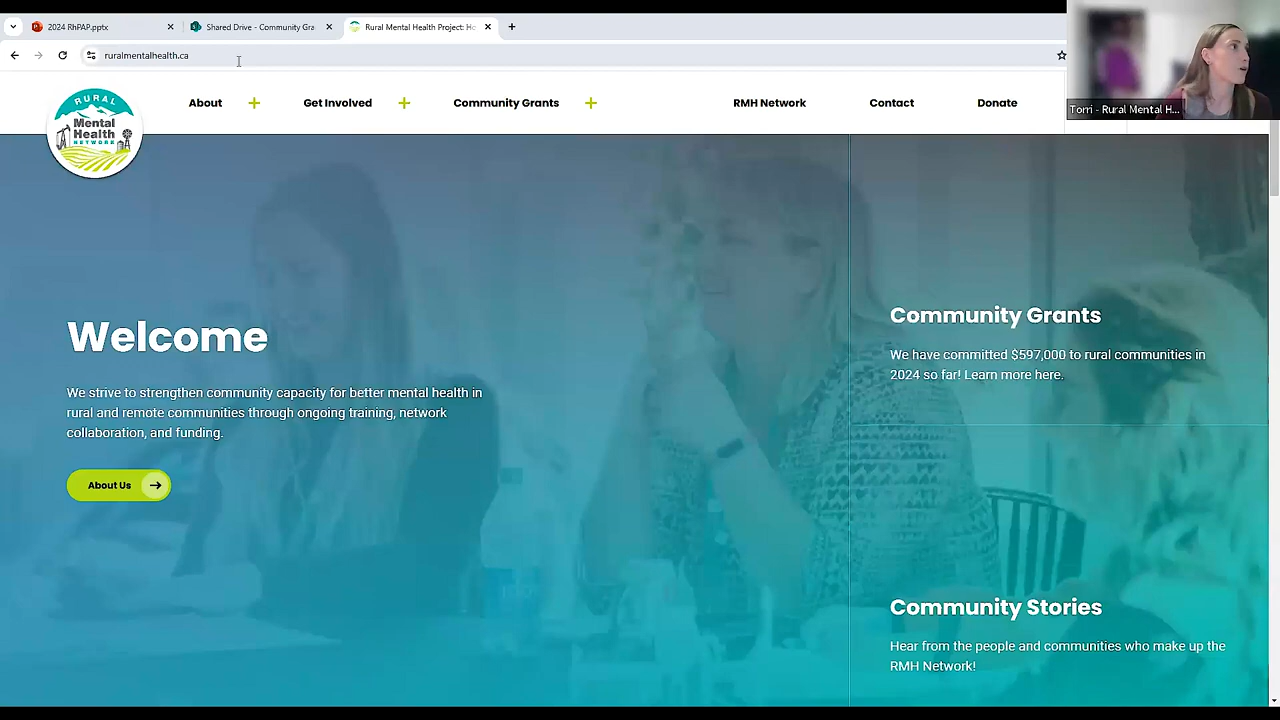 2024 RhPAP.pptx
Shared Drive - Community Gra
Rural Mental Health Project: Ho
ruralmentalhealth.ca
RURAL
Mental
Health
NETWORK
About
Get Involved
Community Grants
RMH Network
Contact
Donate
Torri - Rural Mental H...
Welcome
We strive to strengthen community capacity for better mental health in
rural and remote communities through ongoing training, network
collaboration, and funding.
About Us
Community Grants
We have committed $597,000 to rural communities in
2024 so far! Learn more here.
Community Stories
Hear from the people and communities who make up the
RMH Network!